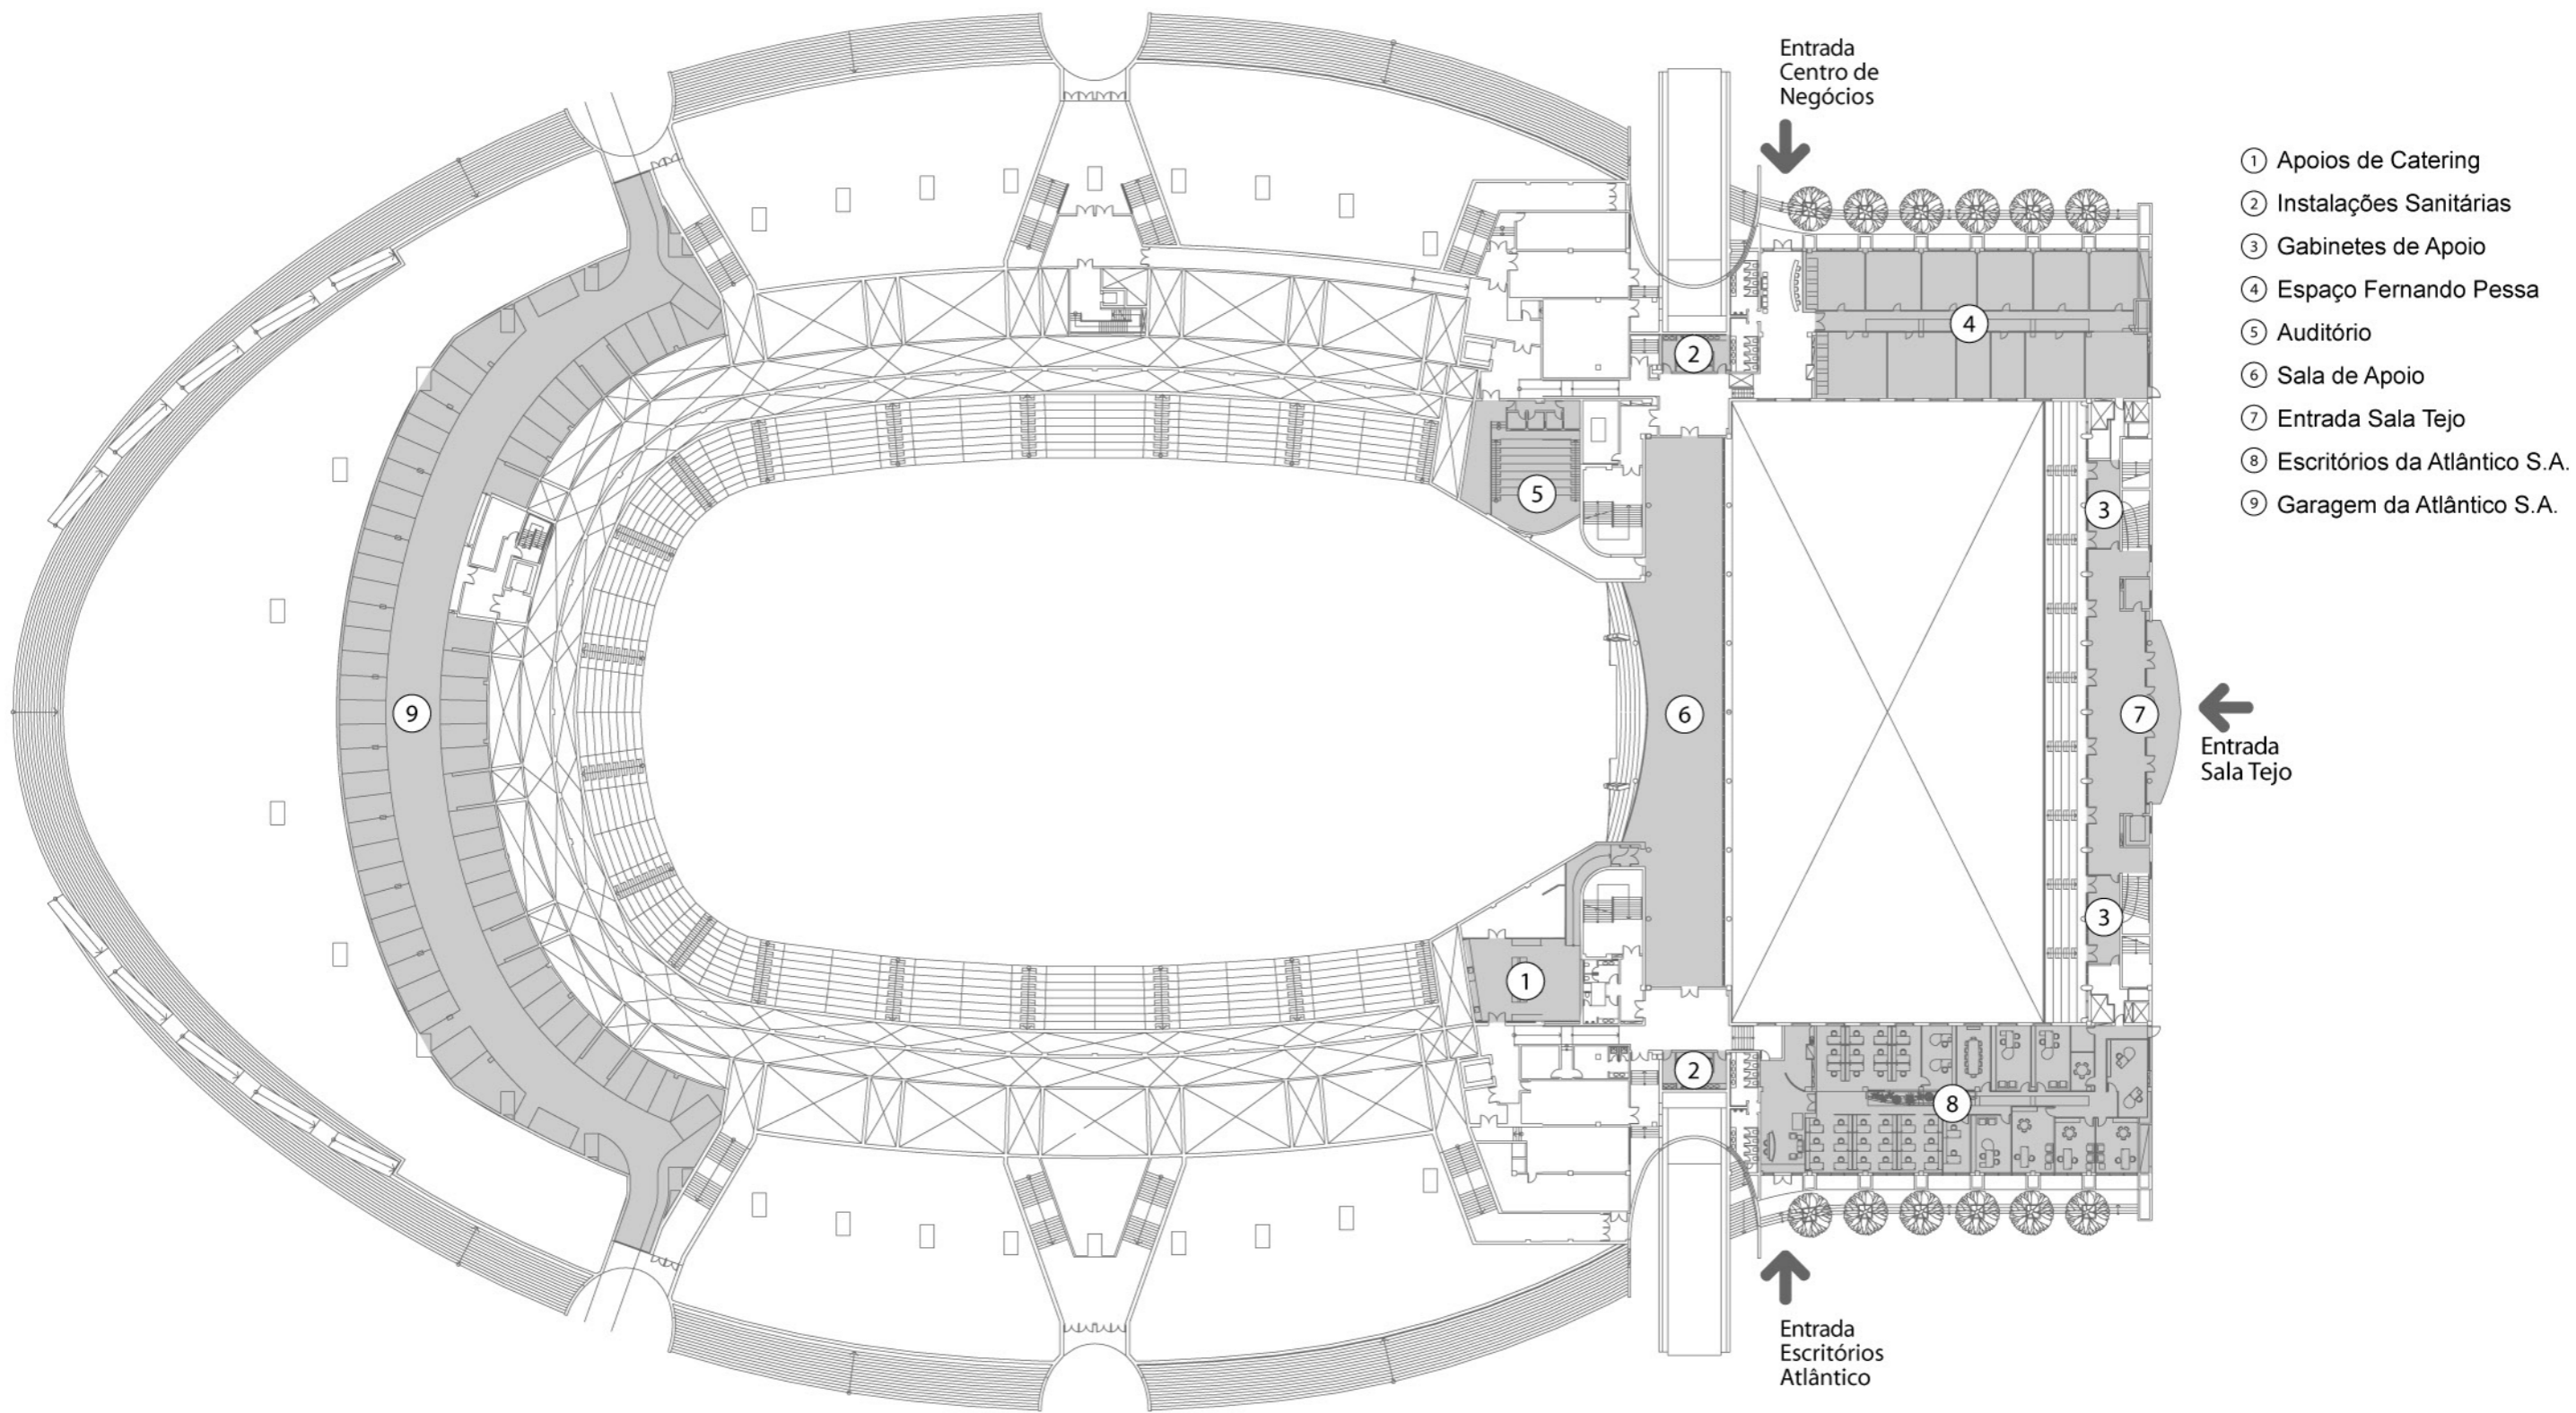 Entrada
Centro de
Negócios
① Apoios de Catering
② Instalações Sanitárias
③ Gabinetes de Apoio
④ Espaço Fernando Pessa
⑤ Auditório
⑥ Sala de Apoio
⑦ Entrada Sala Tejo
⑧ Escritórios da Atlântico S.A.
⑨ Garagem da Atlântico S.A.
4
2
5
3
9
6
7
Entrada
Sala Tejo
3
1
2
8
Entrada
Escritórios
Atlântico